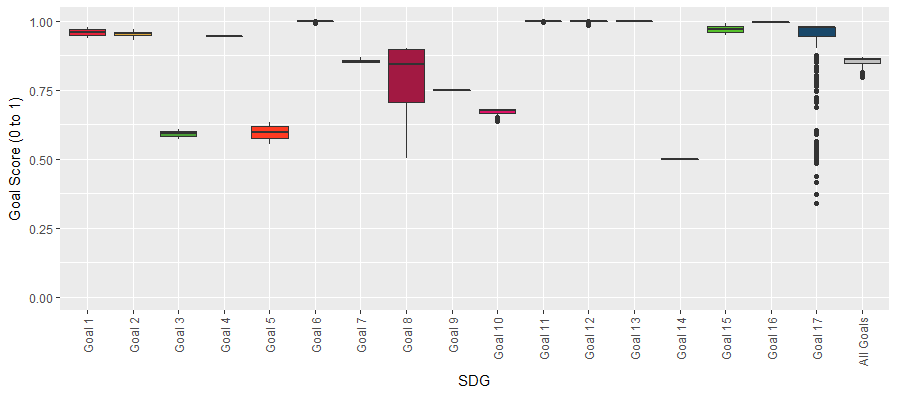 Goal Score (0 to 1)
1.00
0.75
0.50
0.25
0.00
Goal 1
Goal 2
Goal 3
Goal 4
Goal 5
Goal 6
Goal 7
Goal 8
Goal 9
Goal 10
Goal 11
Goal 12
Goal 13
Goal 14
Goal 15
Goal 16
Goal 17
All Goals
SDG